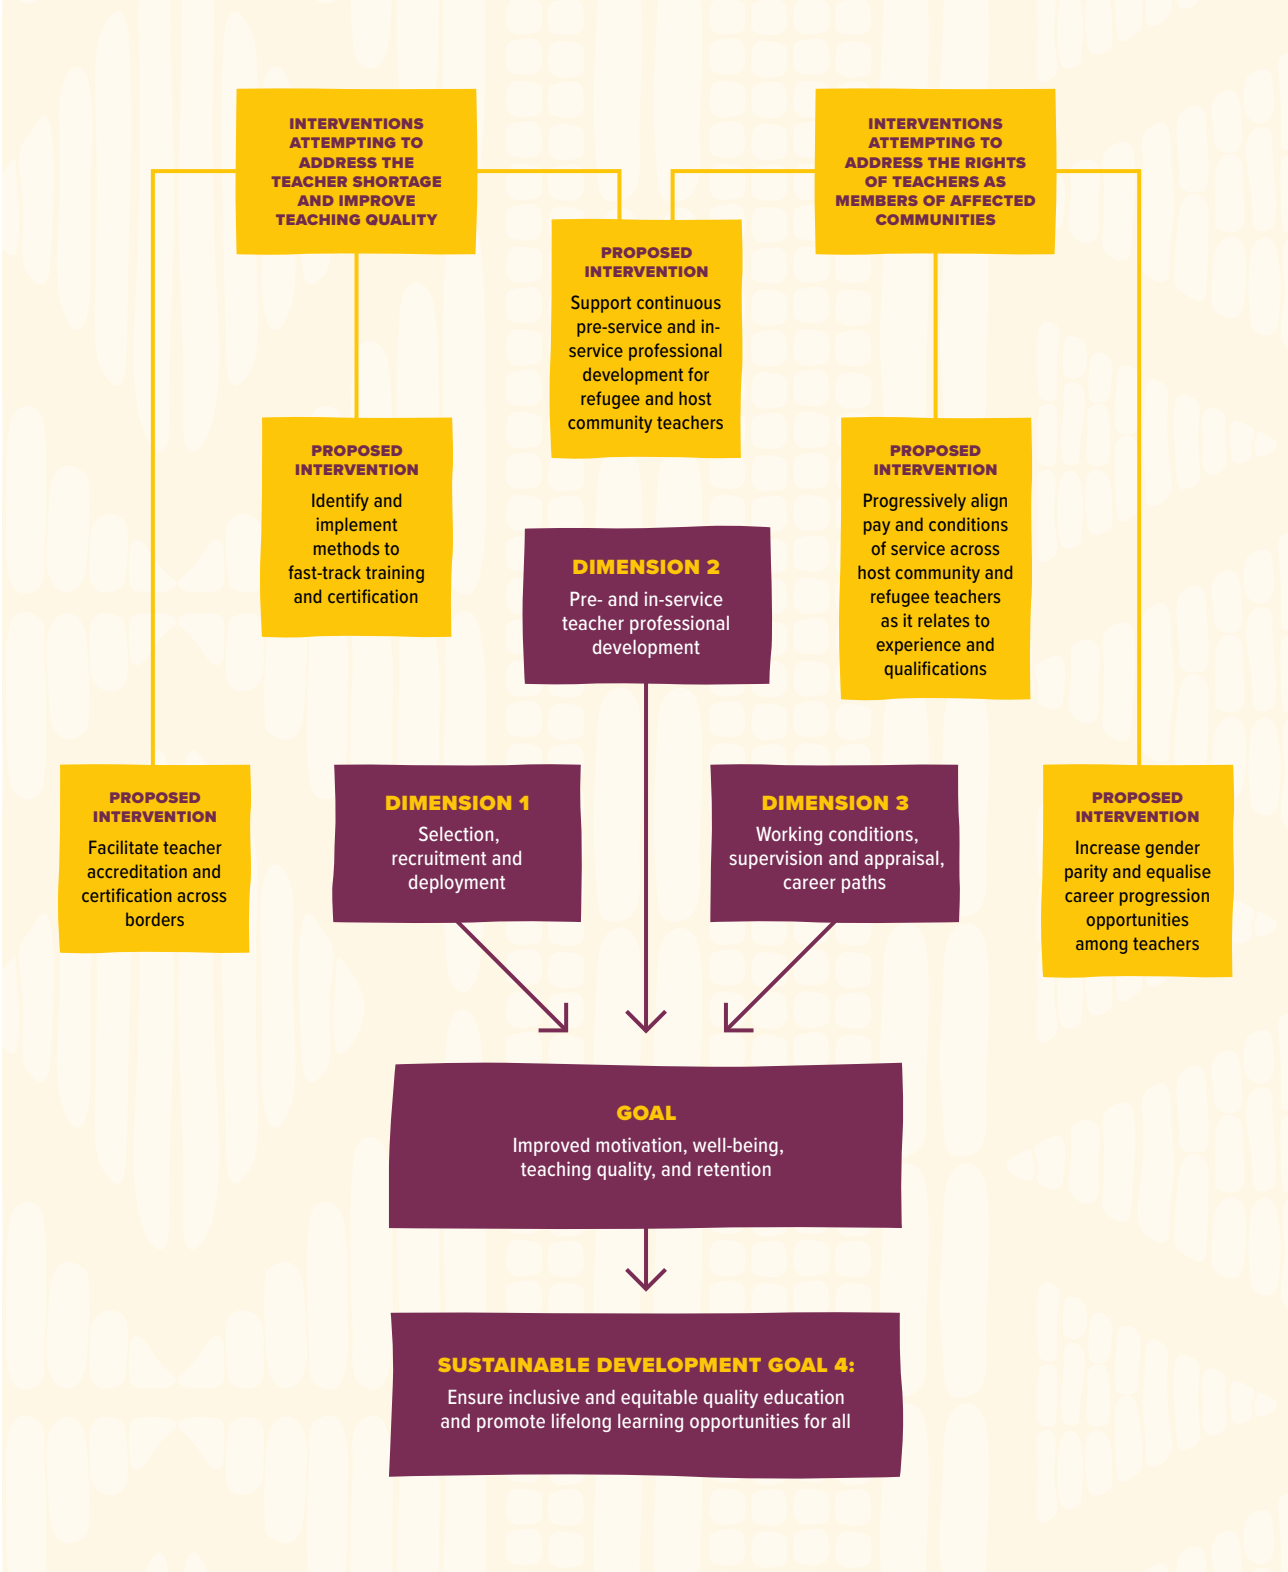 INTERVENTIONS
ATTEMPTING TO
ADDRESS THE
TEACHER SHORTAGE
AND IMPROVE
TEACHING QUALITY
INTERVENTIONS
ATTEMPTING TO
ADDRESS THE RIGHTS
OF TEACHERS AS
MEMBERS OF AFFECTED
COMMUNITIES
PROPOSED
INTERVENTION
Support continuous
pre-service and in-
service professional
development for
refugee and host
community teachers
PROPOSED
INTERVENTION
Identify and
implement
methods to
fast-track training
and certification
PROPOSED
INTERVENTION
Progressively align
pay and conditions
of service across
host community and
refugee teachers
as it relates to
experience and
qualifications
DIMENSION 2
Pre- and in-service
teacher professional
development
PROPOSED
INTERVENTION
Facilitate teacher
accreditation and
certification across
borders
DIMENSION 1
Selection,
recruitment and
deployment
DIMENSION 3
Working conditions,
supervision and appraisal,
career paths
PROPOSED
INTERVENTION
Increase gender
parity and equalise
career progression
opportunities
among teachers
GOAL
Improved motivation, well-being,
teaching quality, and retention
SUSTAINABLE DEVELOPMENT GOAL 4:
Ensure inclusive and equitable quality education
and promote lifelong learning opportunities for all